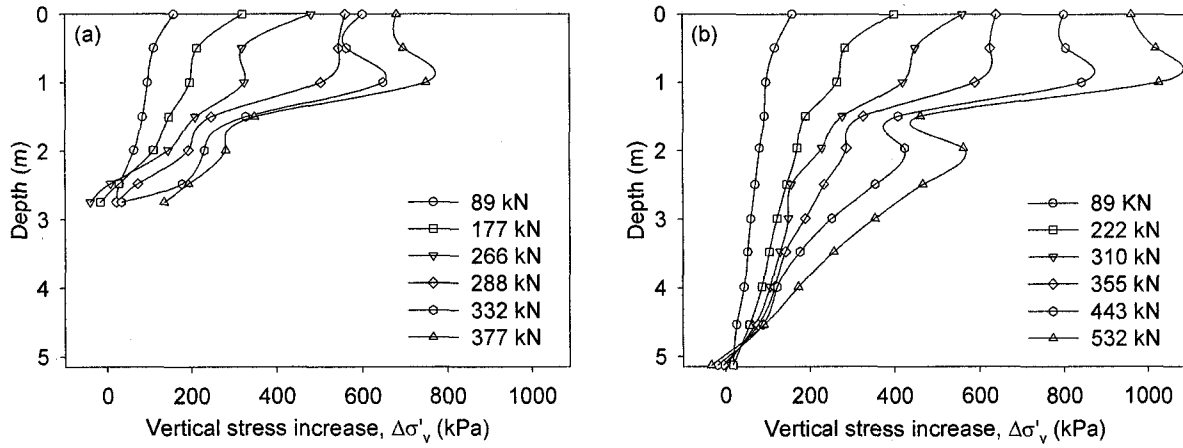 (a)
0
1
2
3
4
5
Depth (m)
89 kN
177 kN
266 kN
288 kN
332 kN
377 kN
0 200 400 600 800 1000
Vertical stress increase, Δσ'v (kPa)
(b)
0
1
2
3
4
5
Depth (m)
89 KN
222 kN
310 kN
355 kN
443 kN
532 kN
0 200 400 600 800 1000
Vertical stress increase, Δσ'v (kPa)